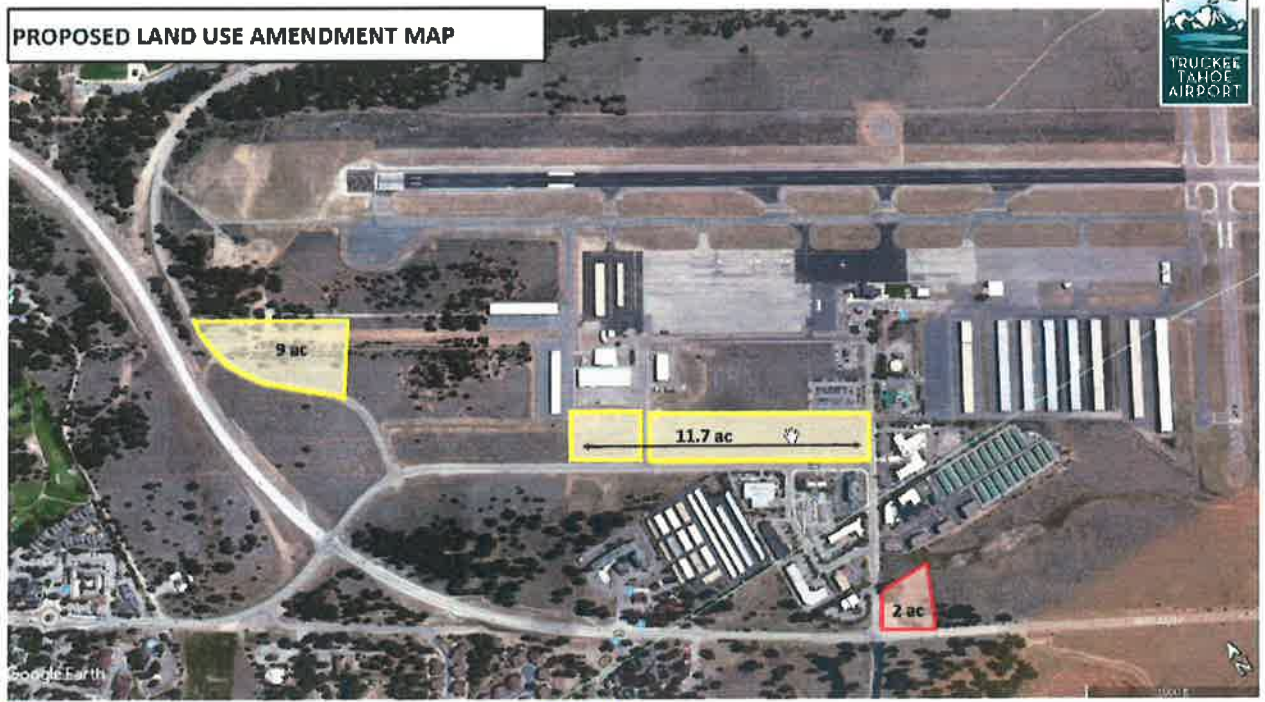 PROPOSED LAND USE AMENDMENT MAP
TRUCKEE
TAHOE
AIRPORT
9 ac
11.7 ac
2 ac
Google Earth
N